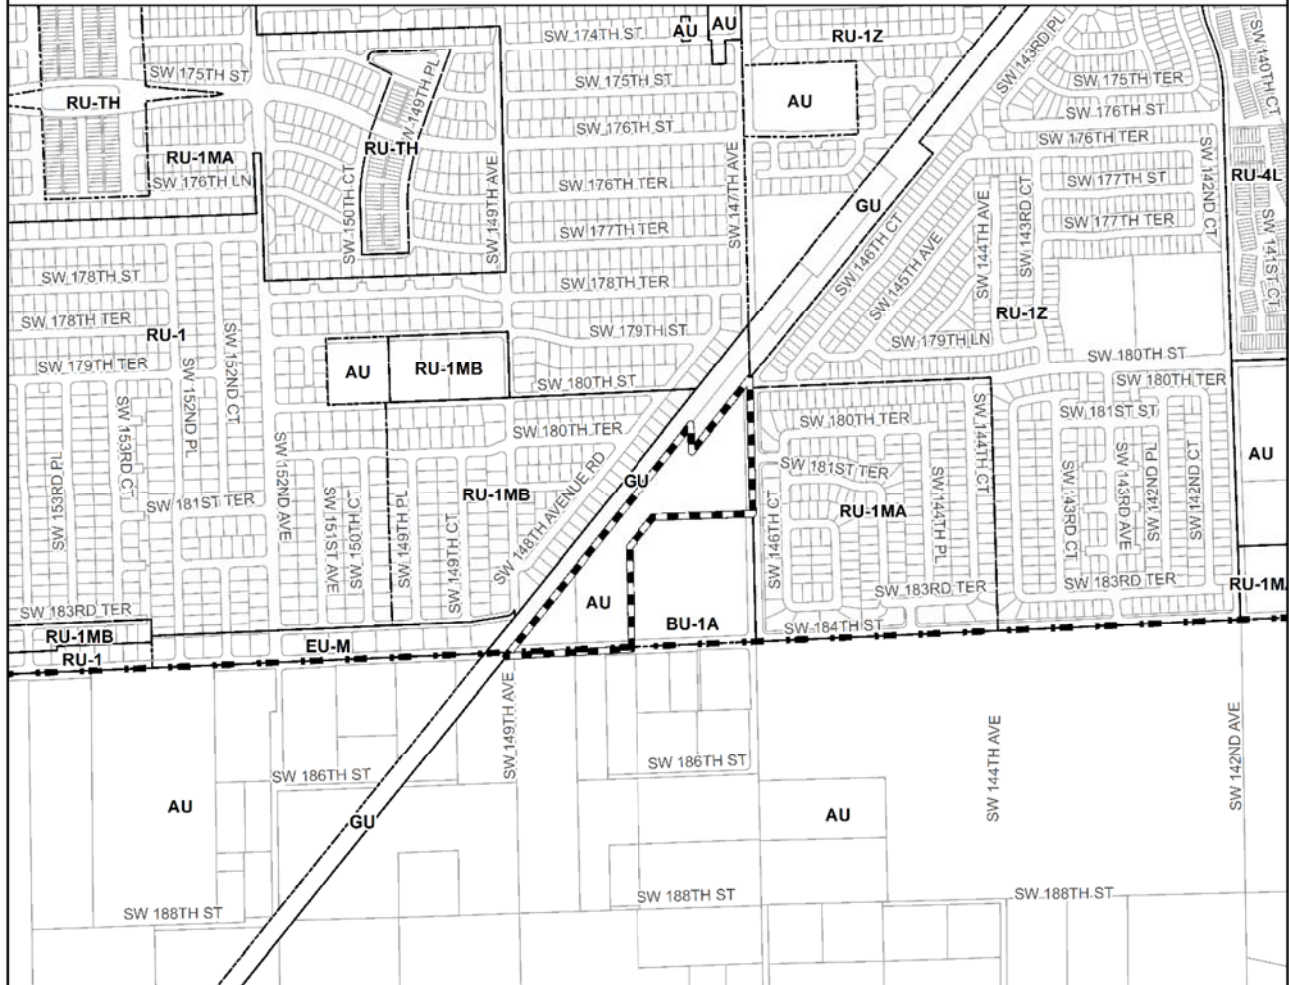 SW 174TH ST
AU
AU
RU-1Z
SW 143RD PL
SW 140TH CT
SW 175TH ST
RU-TH
SW 149TH PL
SW 175TH ST
AU
SW 175TH TER
SW 176TH ST
SW 176TH TER
RU-1MA
RU-TH
SW 176TH LN
SW 150TH CT
SW 149TH AVE
SW 176TH TER
SW 147TH AVE
SW 177TH ST
SW 142ND CT
RU-4L
GU
SW 177TH TER
SW 177TH TER
SW 146TH CT
SW 145TH AVE
SW 144TH AVE
SW 143RD CT
SW 141ST CT
SW 178TH ST
SW 178TH TER
SW 178TH TER
RU-1
SW 179TH ST
RU-1Z
SW 179TH LN
SW 179TH TER
SW 152ND PL
SW 152ND CT
AU
RU-1MB
SW 180TH ST
SW 180TH ST
SW 180TH TER
SW 153RD CT
SW 180TH TER
SW 180TH TER
SW 144TH CT
SW 181ST ST
SW 153RD PL
SW 152ND AVE
SW 181ST TER
AU
SW 181ST TER
SW 151ST AVE
SW 150TH CT
SW 149TH PL
SW 149TH CT
RU-1MB
SW 148TH AVENUE RD
GU
SW 146TH CT
RU-1MA
SW 144TH PL
SW 143RD CT
SW 143RD AVE
SW 142ND PL
SW 142ND CT
SW 183RD TER
AU
SW 183RD TER
SW 183RD TER
RU-1M
RU-1MB
RU-1
EU-M
BU-1A
SW 184TH ST
SW 149TH AVE
SW 144TH AVE
SW 142ND AVE
SW 186TH ST
SW 186TH ST
AU
GU
AU
SW 188TH ST
SW 188TH ST
SW 188TH ST